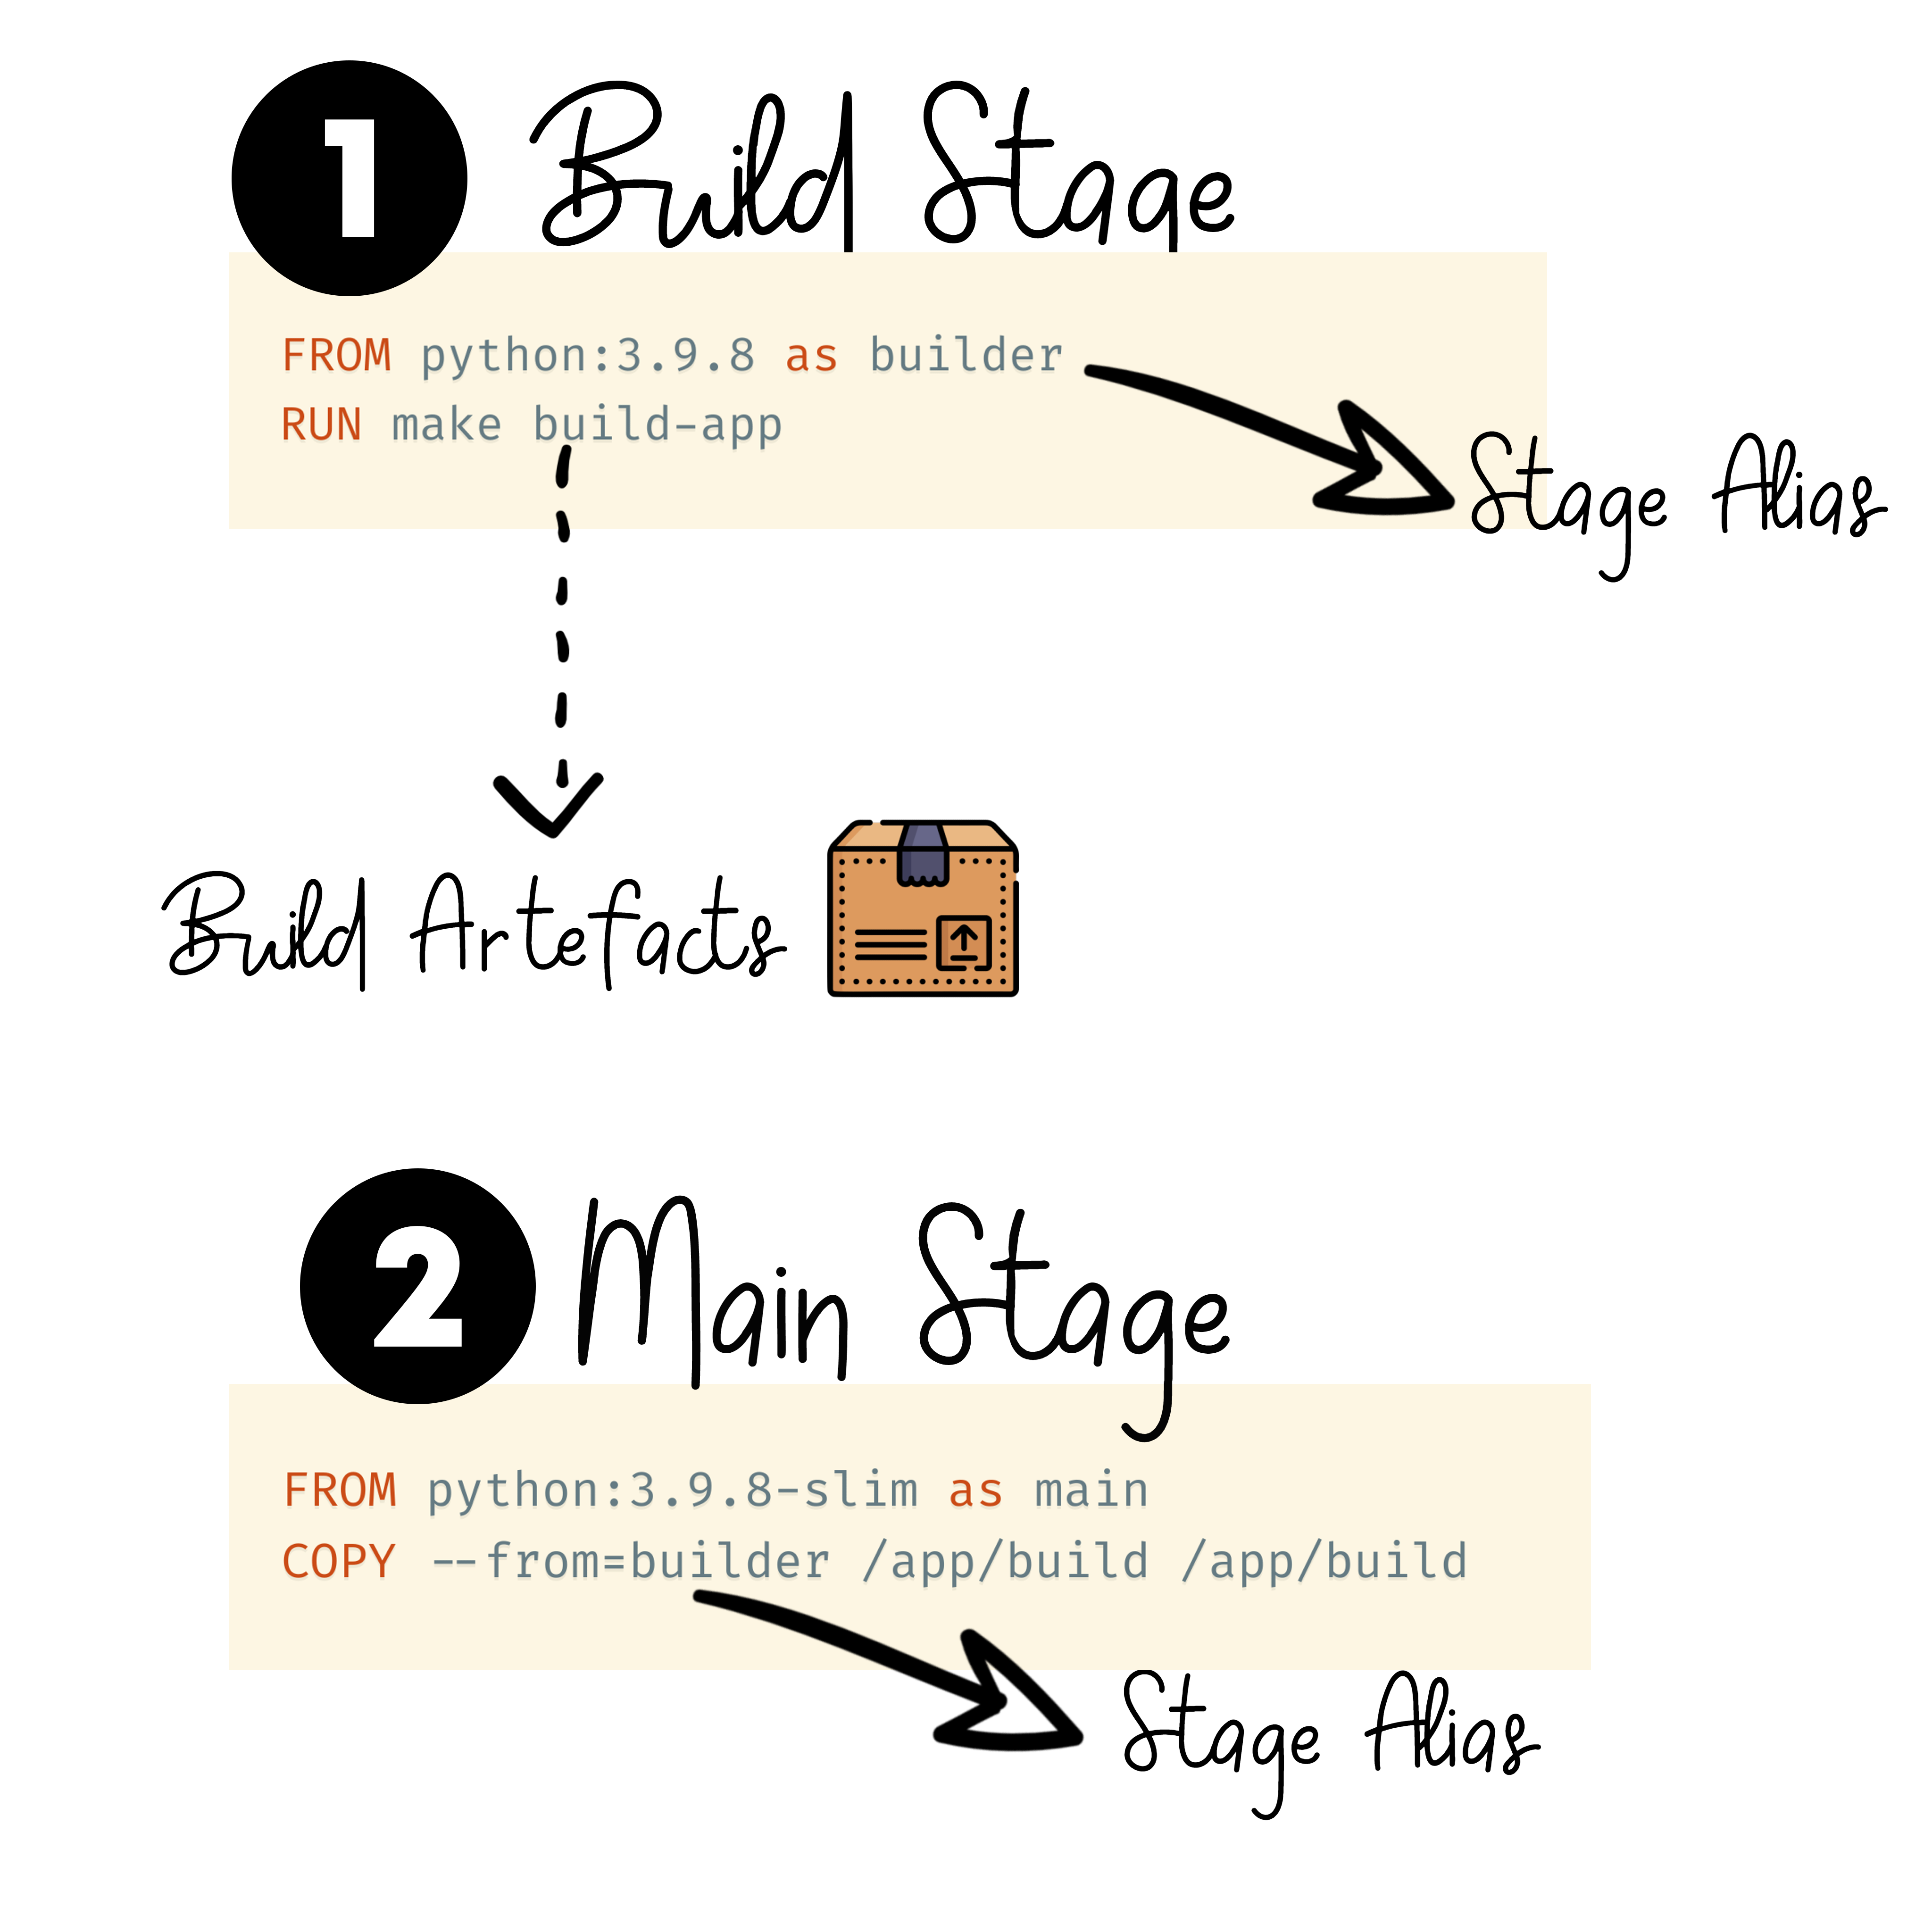 1 Build Stage
FROM python:3.9.8 as builder
RUN make build-app
Stage Alias
Build Artefacts
2 Main Stage
FROM python:3.9.8-slim as main
COPY --from=builder /app/build /app/build
Stage Alias